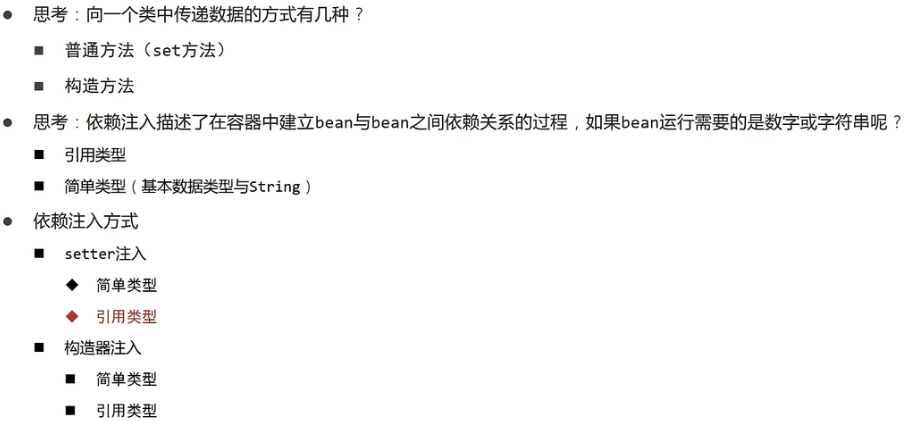 思考：向一个类中传递数据的方式有几种？
普通方法（set方法）
构造方法
思考：依赖注入描述了在容器中建立bean与bean之间依赖关系的过程，如果bean运行需要的是数字或字符串呢？
引用类型
简单类型（基本数据类型与String）
依赖注入方式
setter注入
简单类型
引用类型
构造器注入
简单类型
引用类型